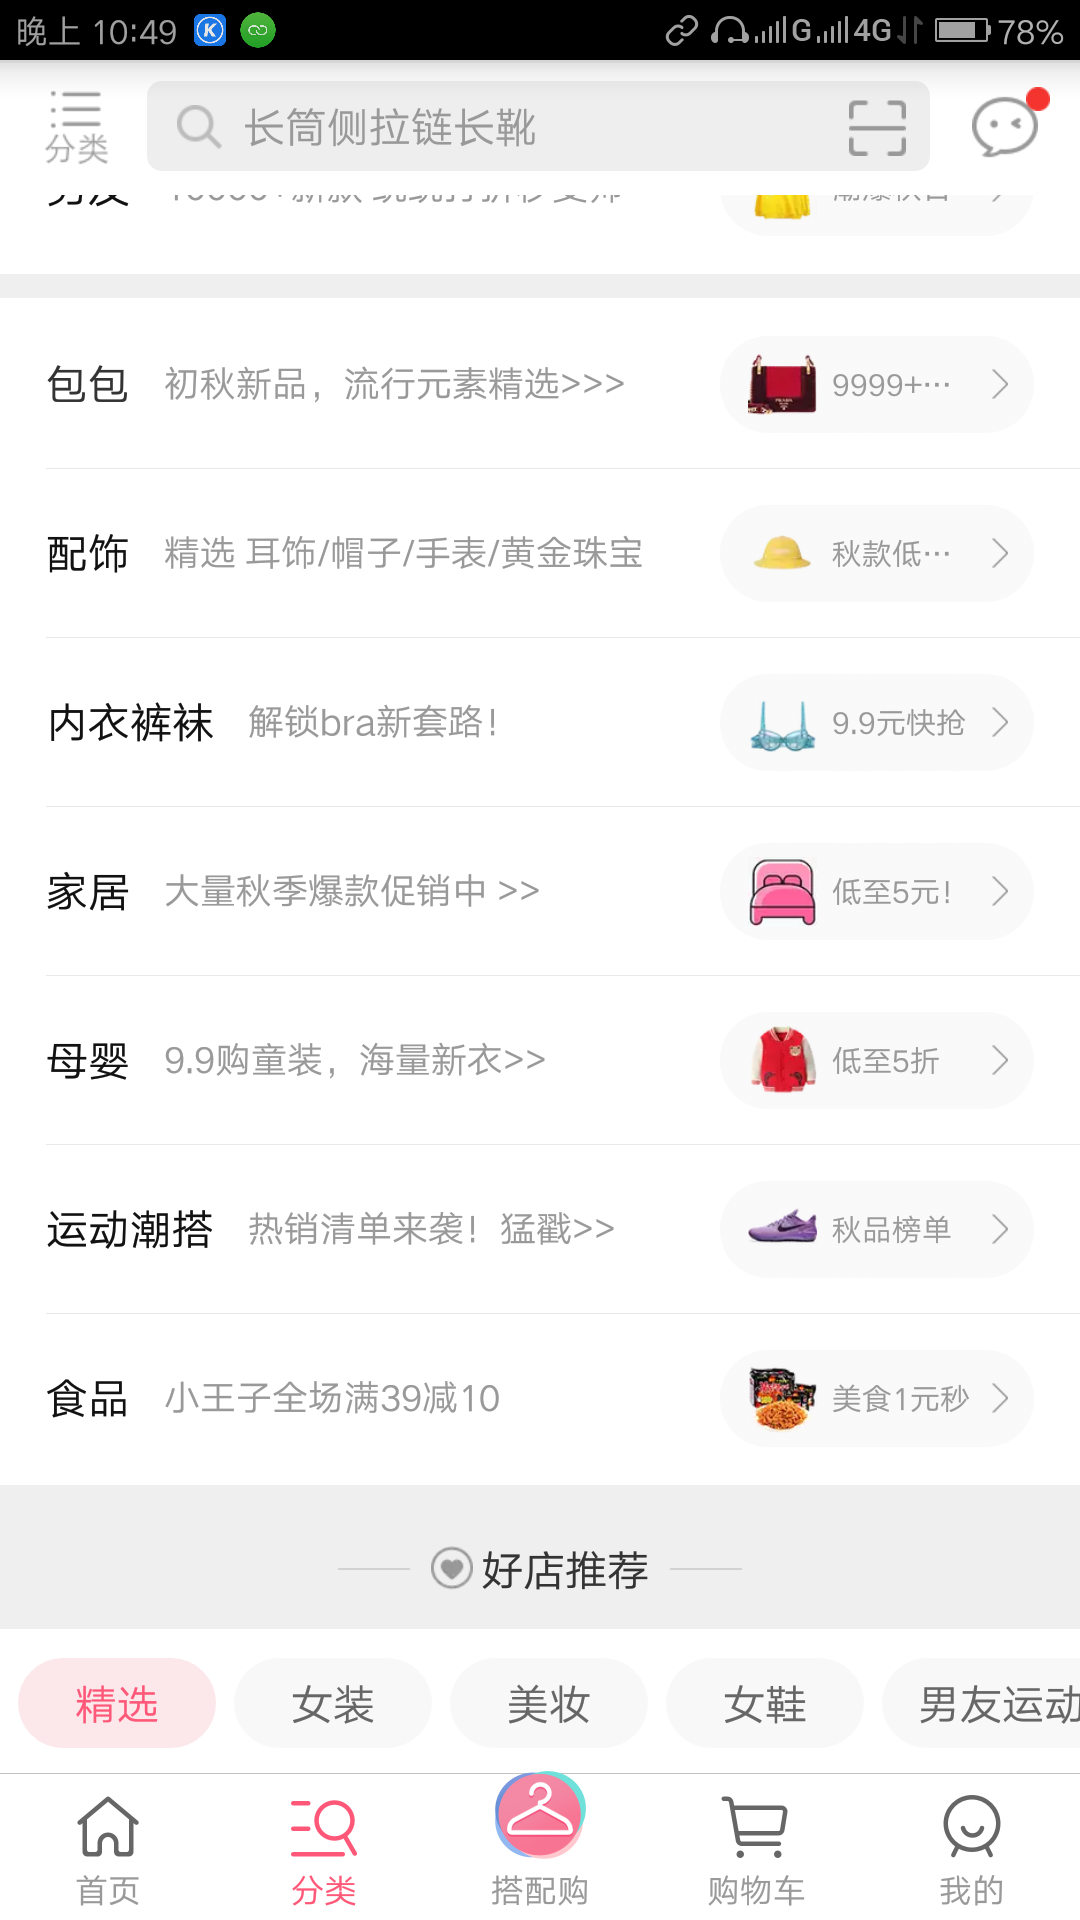 晚上 10:49
G 4G 78%
分类
长筒侧拉链长靴
男友
包包 初秋新品，流行元素精选>>> 9999+…
配饰 精选 耳饰/帽子/手表/黄金珠宝 秋款低…
内衣裤袜 解锁bra新套路！ 9.9元快抢
家居 大量秋季爆款促销中 >> 低至5元！
母婴 9.9购童装，海量新衣>> 低至5折
运动潮搭 热销清单来袭！猛戳>> 秋品榜单
食品 小王子全场满39减10 美食1元秒
好店推荐
精选 女装 美妆 女鞋 男友运动
首页 分类 搭配购 购物车 我的